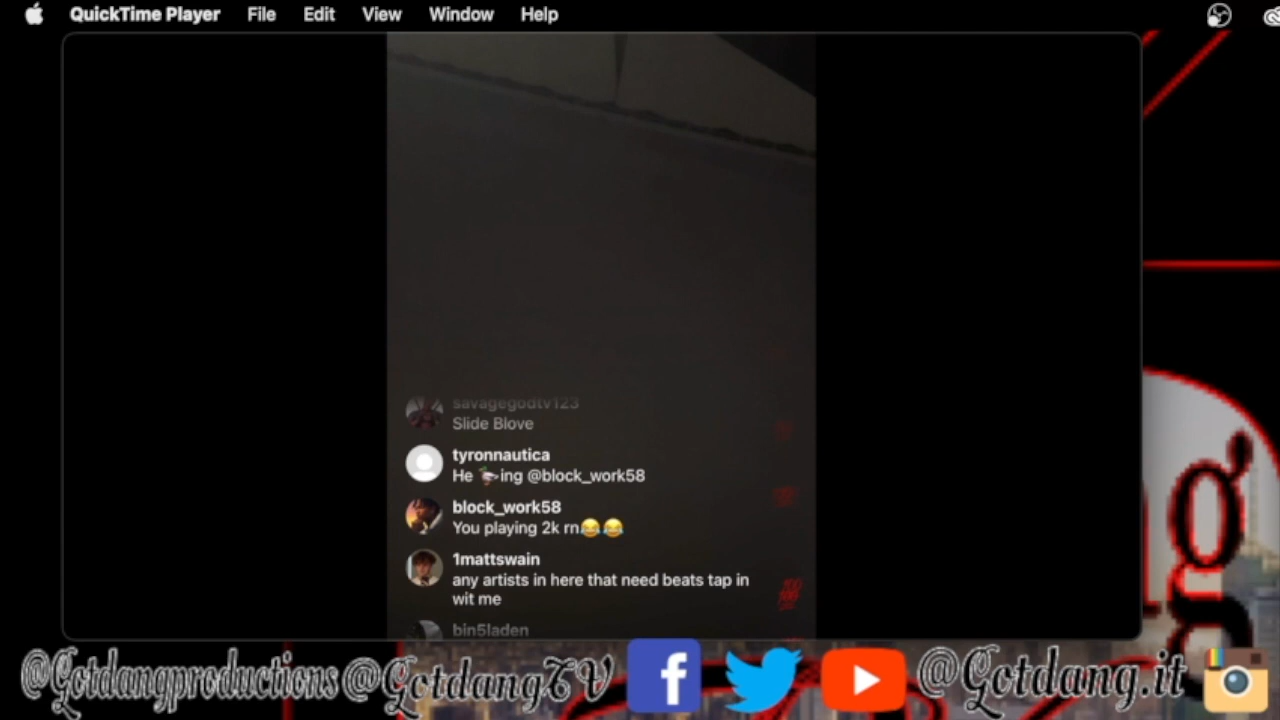 QuickTime Player File Edit View Window Help
savagegodtv123
Slide Blove
tyronnautica
He 🦆ing @block_work58
block_work58
You playing 2k rn😂😂
1mattswain
any artists in here that need beats tap in
wit me
bin5laden
@Gotdangproductions @GotdangTV @Gotdang.it